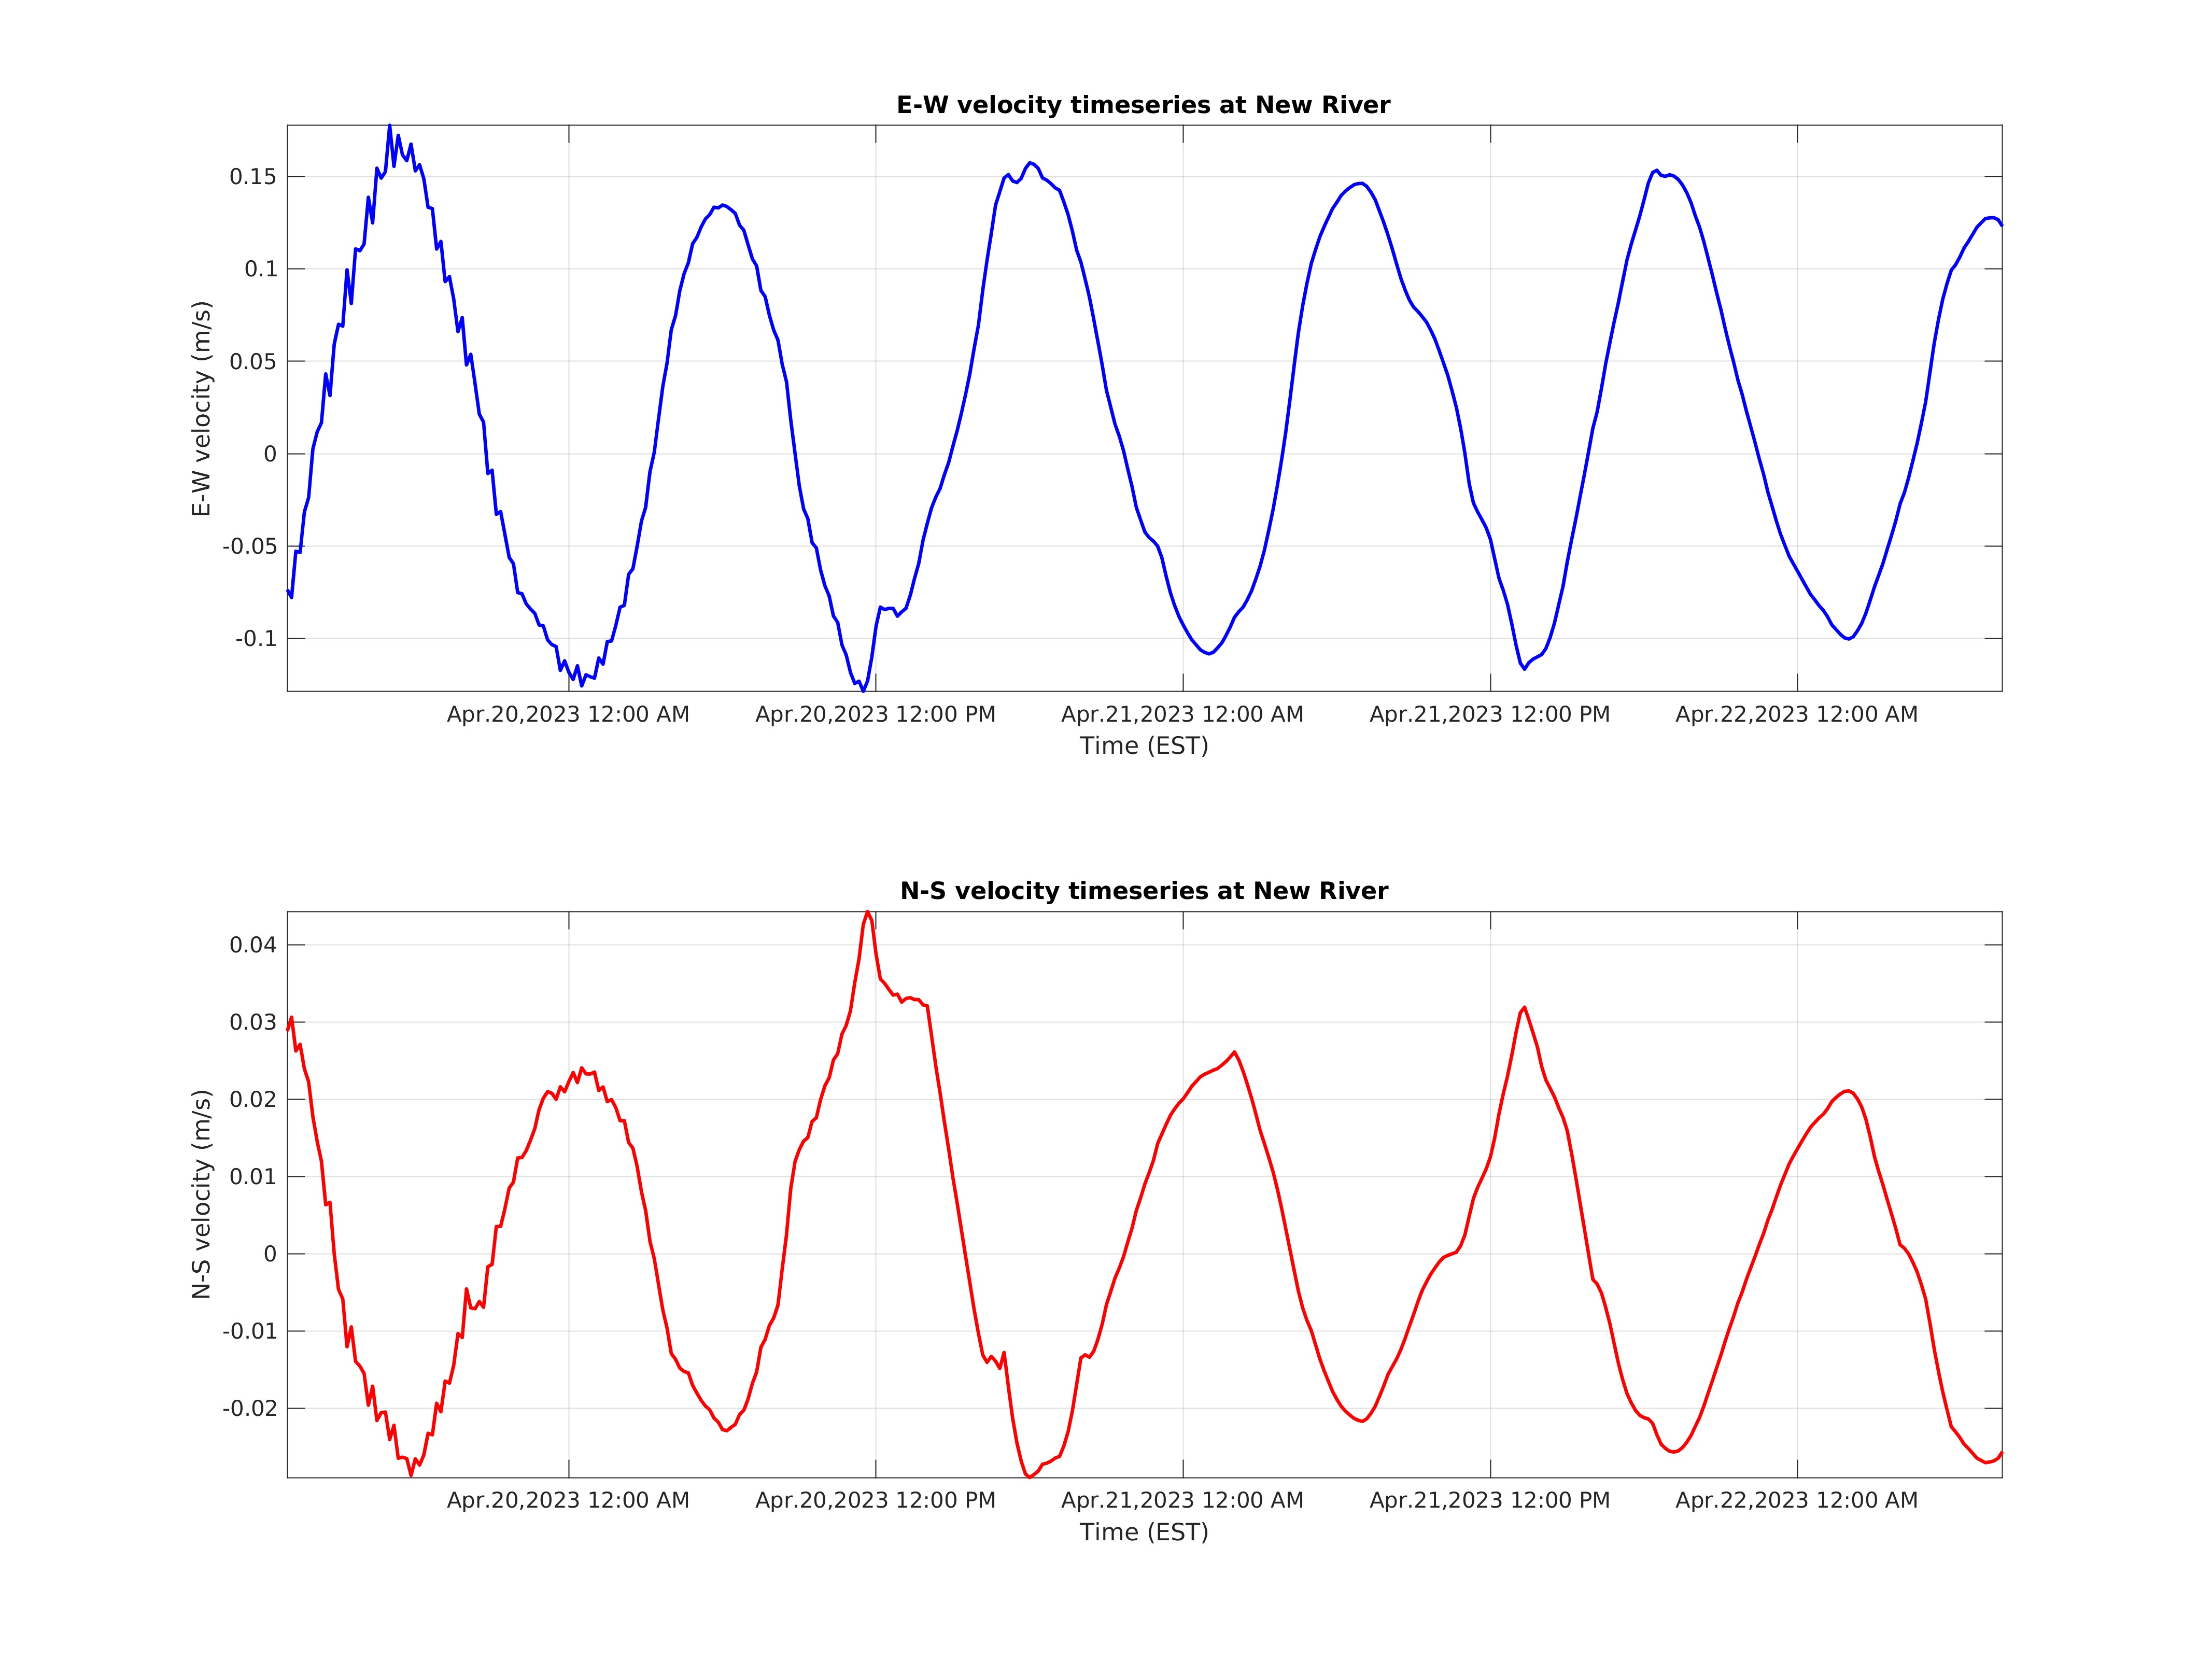 E-W velocity timeseries at New River
0.15
0.1
0.05
0
-0.05
-0.1
E-W velocity (m/s)
Apr.20,2023 12:00 AM Apr.20,2023 12:00 PM Apr.21,2023 12:00 AM Apr.21,2023 12:00 PM Apr.22,2023 12:00 AM
Time (EST)
N-S velocity timeseries at New River
0.04
0.03
0.02
0.01
0
-0.01
-0.02
N-S velocity (m/s)
Apr.20,2023 12:00 AM Apr.20,2023 12:00 PM Apr.21,2023 12:00 AM Apr.21,2023 12:00 PM Apr.22,2023 12:00 AM
Time (EST)